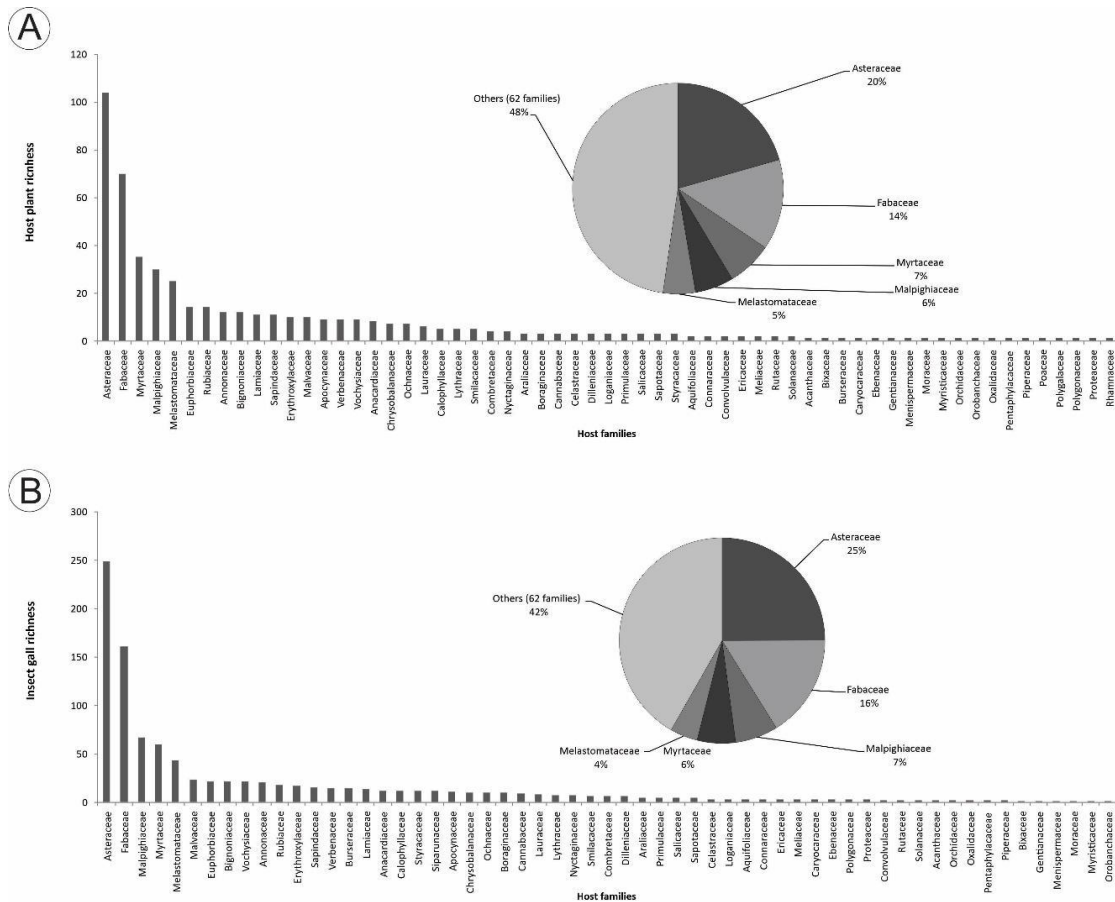 A
120
100
80
60
40
20
0
Host plant ricnhess
Asteraceae
20%
Fabaceae
14%
Myrtaceae
7%
Malpighiaceae
6%
Melastomataceae
5%
Others (62 families)
48%
Asteraceae
Fabaceae
Myrtaceae
Malpighiaceae
Melastomataceae
Euphorbiaceae
Rubiaceae
Annonaceae
Bignoniaceae
Lamiaceae
Sapindaceae
Erythroxylaceae
Malvaceae
Apocynaceae
Verbenaceae
Vochysiaceae
Anacardiaceae
Chrysobalanaceae
Ochnaceae
Lauraceae
Calophyllaceae
Lythraceae
Smilacaceae
Combretaceae
Nyctaginaceae
Araliaceae
Boraginaceae
Cannabaceae
Celastraceae
Dilleniaceae
Loganiaceae
Primulaceae
Salicaceae
Sapotaceae
Styracaceae
Aquifoliaceae
Connaraceae
Convolvulaceae
Ericaceae
Meliaceae
Rutaceae
Solanaceae
Acanthaceae
Bixaceae
Burseraceae
Caryocaraceae
Ebenaceae
Gentianaceae
Menispermaceae
Moraceae
Myristicaceae
Orchidaceae
Orobanchaceae
Oxalidaceae
Pentaphylacaceae
Piperaceae
Poaceae
Polygalaceae
Polygonaceae
Proteaceae
Rhamnaceae
Host families
B
300
250
200
150
100
50
0
Insect gall richness
Asteraceae
25%
Fabaceae
16%
Malpighiaceae
7%
Myrtaceae
6%
Melastomataceae
4%
Others (62 families)
42%
Asteraceae
Fabaceae
Malpighiaceae
Myrtaceae
Melastomataceae
Malvaceae
Euphorbiaceae
Bignoniaceae
Vochysiaceae
Annonaceae
Rubiaceae
Erythroxylaceae
Sapindaceae
Verbenaceae
Burseraceae
Lamiaceae
Anacardiaceae
Calophyllaceae
Styracaceae
Siparunaceae
Apocynaceae
Chrysobalanaceae
Ochnaceae
Boraginaceae
Cannabaceae
Lauraceae
Lythraceae
Nyctaginaceae
Smilacaceae
Combretaceae
Dilleniaceae
Araliaceae
Primulaceae
Salicaceae
Sapotaceae
Celastraceae
Loganiaceae
Aquifoliaceae
Connaraceae
Ericaceae
Meliaceae
Caryocaraceae
Ebenaceae
Polygonaceae
Proteaceae
Convolvulaceae
Rutaceae
Solanaceae
Acanthaceae
Orchidaceae
Oxalidaceae
Pentaphylacaceae
Piperaceae
Bixaceae
Gentianaceae
Menispermaceae
Moraceae
Myristicaceae
Orobanchaceae
Host families